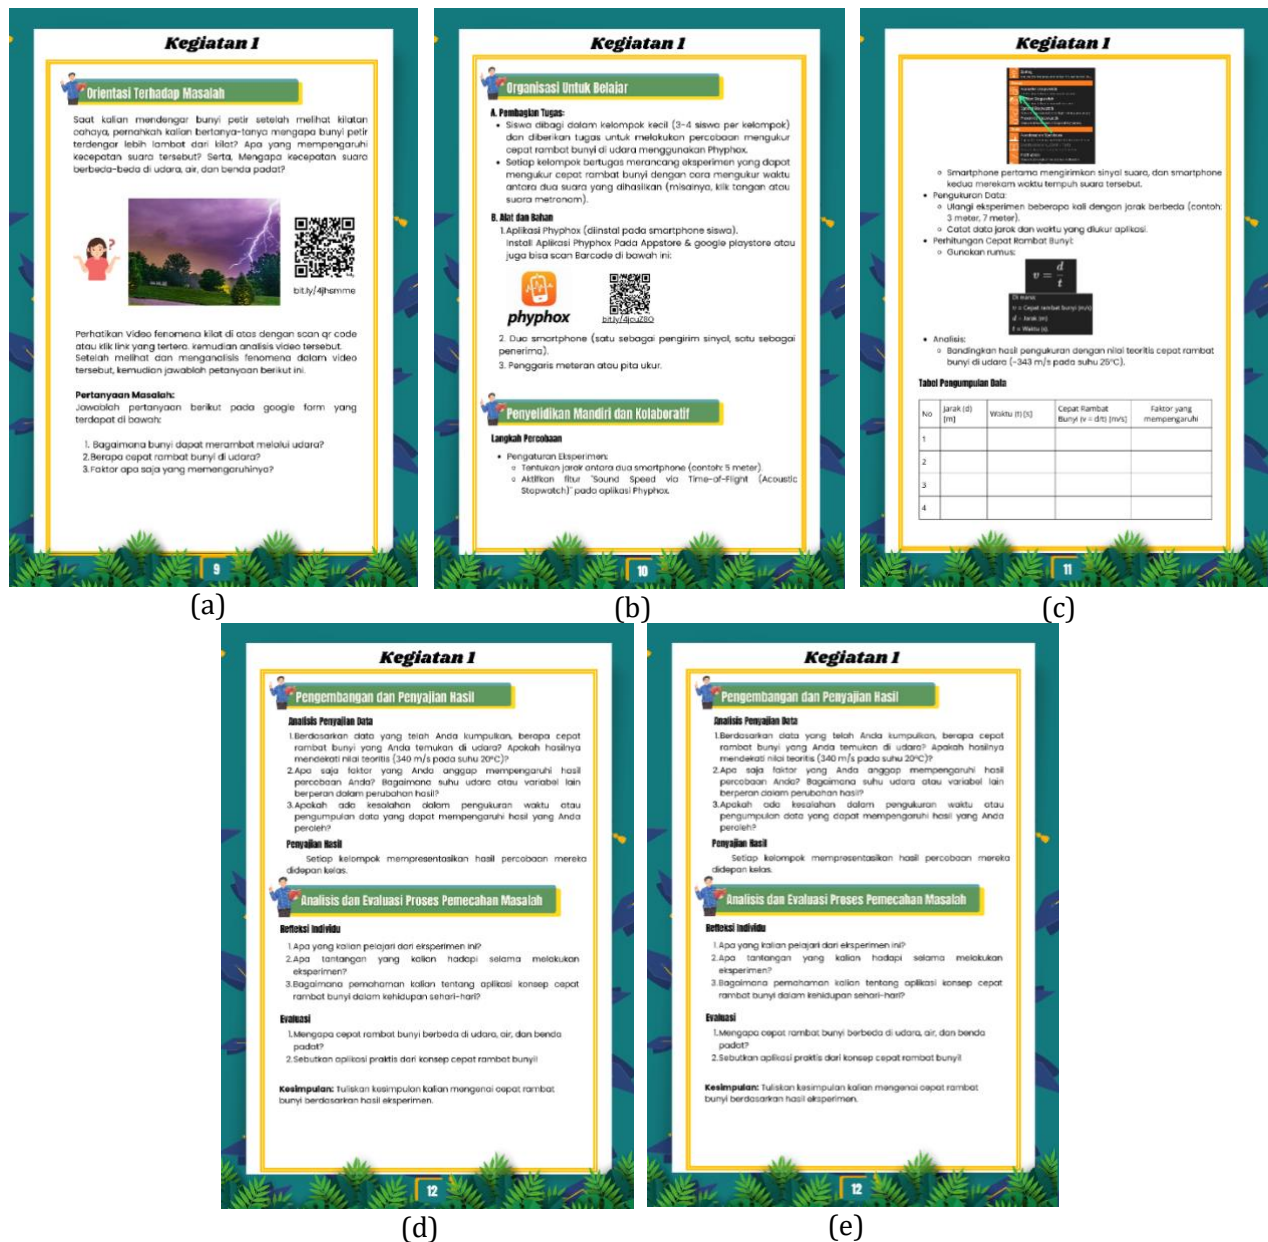 Kegiatan 1
Orientasi Terhadap Masalah
Saat kalian mendengar bunyi petir setelah melihat kilatan
cahaya, pernahkah kalian bertanya-tanya mengapa bunyi petir
terdengar lebih lambat dari kilat? Apa yang mempengaruhi
kecepatan suara tersebut? Serta, Mengapa kecepatan suara
berbeda-beda di udara, air, dan benda padat?
bit.ly/4jhsmme
Perhatikan Video fenomena kilat di atas dengan scan qr code
atau klik link yang tertera. kemudian analisis video tersebut.
Setelah melihat dan menganalisis fenomena dalam video
tersebut, kemudian jawablah petanyaan berikut ini.
Pertanyaan Masalah:
Jawablah pertanyaan berikut pada google form yang
terdapat di bawah:
1. Bagaimana bunyi dapat merambat melalui udara?
2.Berapa cepat rambat bunyi di udara?
3.Faktor apa saja yang memengaruhinya?
9
(a)
Kegiatan 1
Organisasi Untuk Belajar
A. Pembagian Tugas:
• Siswa dibagi dalam kelompok kecil (3-4 siswa per kelompok)
dan diberikan tugas untuk melakukan percobaan mengukur
cepat rambat bunyi di udara menggunakan Phyphox.
• Setiap kelompok bertugas merancang eksperimen yang dapat
mengukur cepat rambat bunyi dengan cara mengukur waktu
antara dua suara yang dihasilkan (misalnya, klik tangan atau
suara metronom).
B. Alat dan Bahan
1.Aplikasi Phyphox (diinstal pada smartphone siswa).
Install Aplikasi Phyphox Pada Appstore & google playstore atau
juga bisa scan Barcode di bawah ini:
phyphox
2. Dua smartphone (satu sebagai pengirim sinyal, satu sebagai
penerima).
3. Penggaris meteran atau pita ukur.
Penyelidikan Mandiri dan Kolaboratif
Langkah Percobaan
• Pengaturan Eksperimen:
○ Tentukan jarak antara dua smartphone (contoh: 5 meter).
○ Aktifkan fitur "Sound Speed via Time-of-Flight (Acoustic
Stopwatch)" pada aplikasi Phyphox.
10
(b)
Kegiatan 1
○ Smartphone pertama mengirimkan sinyal suara, dan smartphone
kedua merekam waktu tempuh suara tersebut.
• Pengukuran Data:
○ Ulangi eksperimen beberapa kali dengan jarak berbeda (contoh:
3 meter, 7 meter).
○ Catat data jarak dan waktu yang diukur aplikasi.
• Perhitungan Cepat Rambat Bunyi:
○ Gunakan rumus:
v = d/t
Di mana:
v = Cepat rambat bunyi (m/s)
d = Jarak (m)
t = Waktu (s)
• Analisis:
○ Bandingkan hasil pengukuran dengan nilai teoritis cepat rambat
bunyi di udara (~343 m/s pada suhu 25°C).
Tabel Pengumpulan Data
No Jarak (d) [m] Waktu (t) [s] Cepat Rambat Bunyi (v = d/t) [m/s] Faktor yang mempengaruhi
1
2
3
4
11
(c)
Kegiatan 1
Pengembangan dan Penyajian Hasil
Analisis Penyajian Data
1.Berdasarkan data yang telah Anda kumpulkan, berapa cepat
rambat bunyi yang Anda temukan di udara? Apakah hasilnya
mendekati nilai teoritis (340 m/s pada suhu 20°C)?
2.Apa saja faktor yang Anda anggap mempengaruhi hasil
percobaan Anda? Bagaimana suhu udara atau variabel lain
berperan dalam perubahan hasil?
3.Apakah ada kesalahan dalam pengukuran waktu atau
pengumpulan data yang dapat mempengaruhi hasil yang Anda
peroleh?
Penyajian Hasil
Setiap kelompok mempresentasikan hasil percobaan mereka
didepan kelas.
Analisis dan Evaluasi Proses Pemecahan Masalah
Refleksi Individu
1.Apa yang kalian pelajari dari eksperimen ini?
2.Apa tantangan yang kalian hadapi selama melakukan
eksperimen?
3.Bagaimana pemahaman kalian tentang aplikasi konsep cepat
rambat bunyi dalam kehidupan sehari-hari?
Evaluasi
1.Mengapa cepat rambat bunyi berbeda di udara, air, dan benda
padat?
2.Sebutkan aplikasi praktis dari konsep cepat rambat bunyi!
Kesimpulan: Tuliskan kesimpulan kalian mengenai cepat rambat
bunyi berdasarkan hasil eksperimen.
12
(d)
Kegiatan 1
Pengembangan dan Penyajian Hasil
Analisis Penyajian Data
1.Berdasarkan data yang telah Anda kumpulkan, berapa cepat
rambat bunyi yang Anda temukan di udara? Apakah hasilnya
mendekati nilai teoritis (340 m/s pada suhu 20°C)?
2.Apa saja faktor yang Anda anggap mempengaruhi hasil
percobaan Anda? Bagaimana suhu udara atau variabel lain
berperan dalam perubahan hasil?
3.Apakah ada kesalahan dalam pengukuran waktu atau
pengumpulan data yang dapat mempengaruhi hasil yang Anda
peroleh?
Penyajian Hasil
Setiap kelompok mempresentasikan hasil percobaan mereka
didepan kelas.
Analisis dan Evaluasi Proses Pemecahan Masalah
Refleksi Individu
1.Apa yang kalian pelajari dari eksperimen ini?
2.Apa tantangan yang kalian hadapi selama melakukan
eksperimen?
3.Bagaimana pemahaman kalian tentang aplikasi konsep cepat
rambat bunyi dalam kehidupan sehari-hari?
Evaluasi
1.Mengapa cepat rambat bunyi berbeda di udara, air, dan benda
padat?
2.Sebutkan aplikasi praktis dari konsep cepat rambat bunyi!
Kesimpulan: Tuliskan kesimpulan kalian mengenai cepat rambat
bunyi berdasarkan hasil eksperimen.
12
(e)